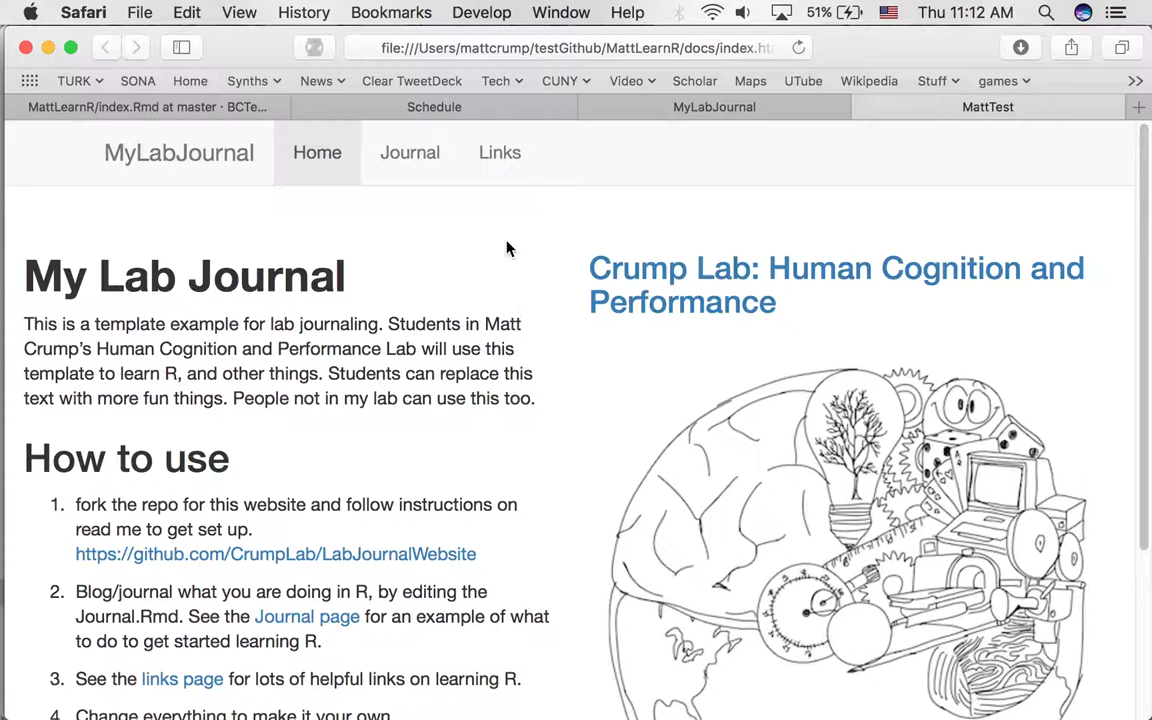 Safari File Edit View History Bookmarks Develop Window Help 51% Thu 11:12 AM
file:///Users/mattcrump/testGithub/MattLearnR/docs/index.ht
TURK SONA Home Synths News Clear TweetDeck Tech CUNY Video Scholar Maps UTube Wikipedia Stuff games
MattLearnR/index.Rmd at master · BCTe... Schedule MyLabJournal MattTest
MyLabJournal Home Journal Links
My Lab Journal
This is a template example for lab journaling. Students in Matt
Crump’s Human Cognition and Performance Lab will use this
template to learn R, and other things. Students can replace this
text with more fun things. People not in my lab can use this too.
How to use
1. fork the repo for this website and follow instructions on
read me to get set up.
https://github.com/CrumpLab/LabJournalWebsite
2. Blog/journal what you are doing in R, by editing the
Journal.Rmd. See the Journal page for an example of what
to do to get started learning R.
3. See the links page for lots of helpful links on learning R.
4. Change everything to make it your own.
Crump Lab: Human Cognition and
Performance